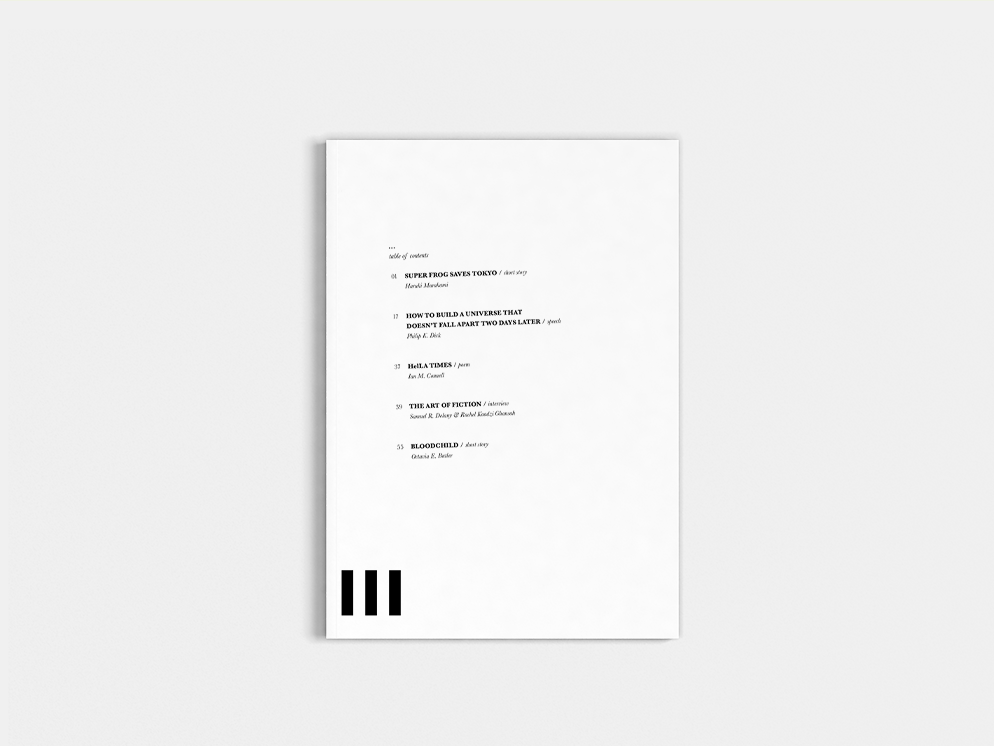 ...
table of contents
01 SUPER FROG SAVES TOKYO / short story
Haruki Murakami
17 HOW TO BUILD A UNIVERSE THAT
DOESN'T FALL APART TWO DAYS LATER / speech
Philip K. Dick
37 HelLA TIMES / poem
Ian M.
39 THE ART OF FICTION / interview
Samuel R. Delany & Rachel Kaadzi Ghansah
55 BLOODCHILD / short story
Octavia E. Butler